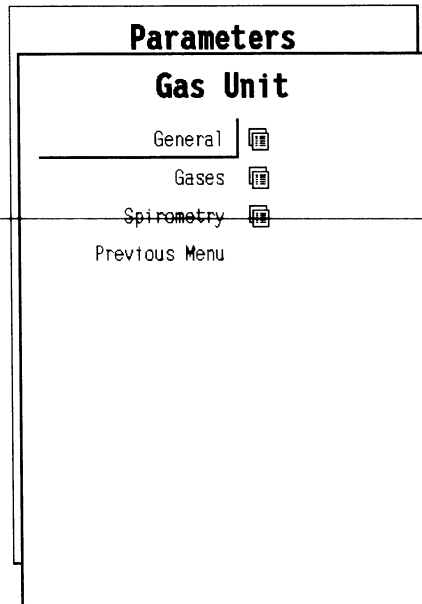 Parameters
Gas Unit
General
Gases
Spirometry
Previous Menu